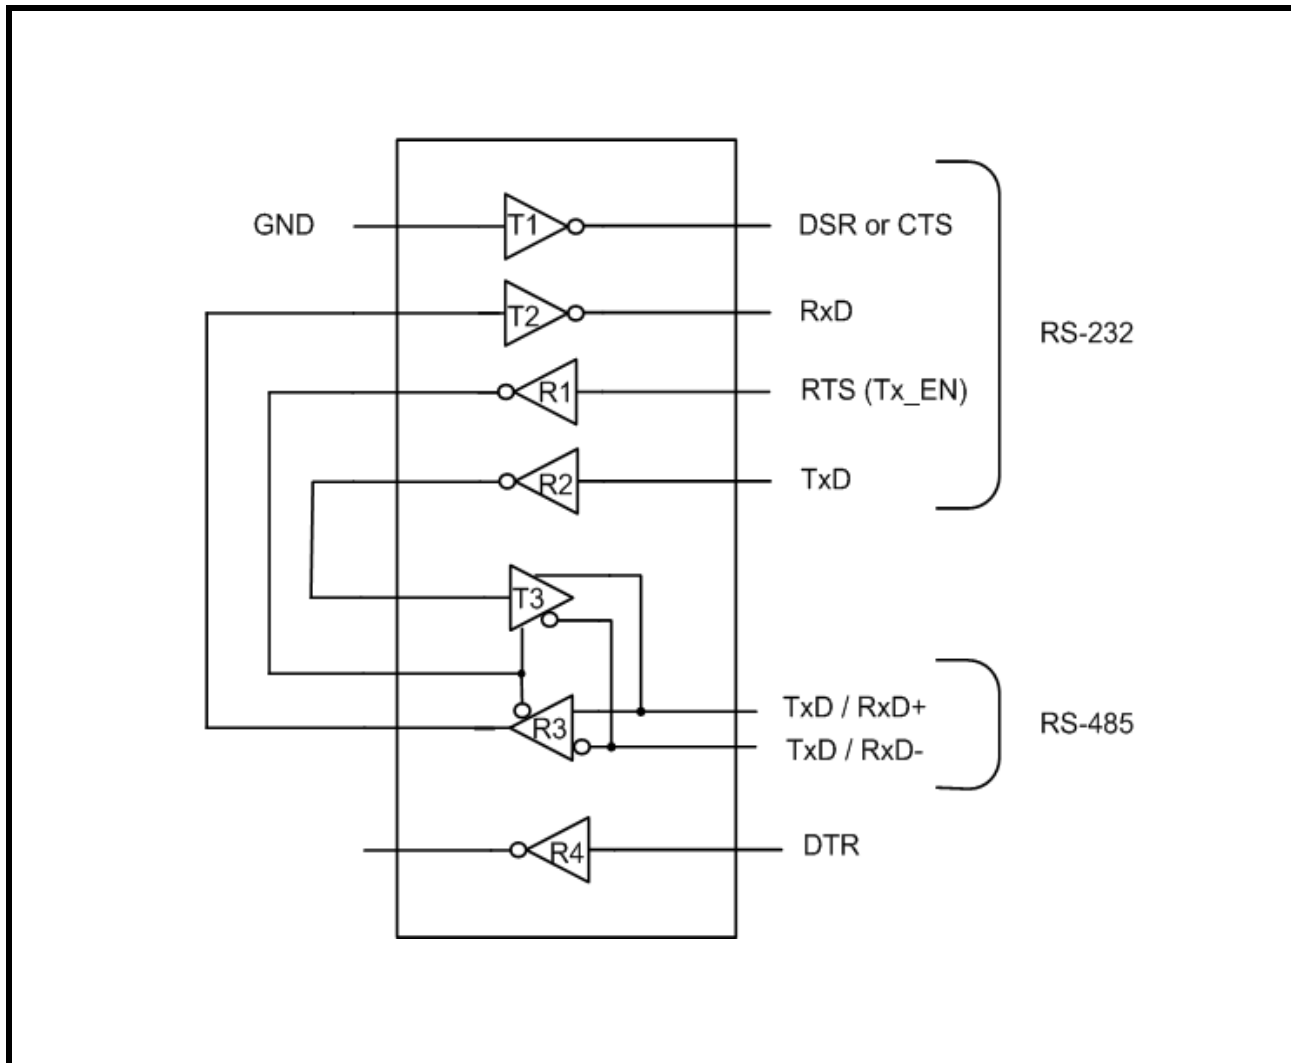 GND
T1
DSR or CTS
T2
RxD
RS-232
R1
RTS (Tx_EN)
R2
TxD
T3
TxD / RxD+
R3
RS-485
TxD / RxD-
R4
DTR